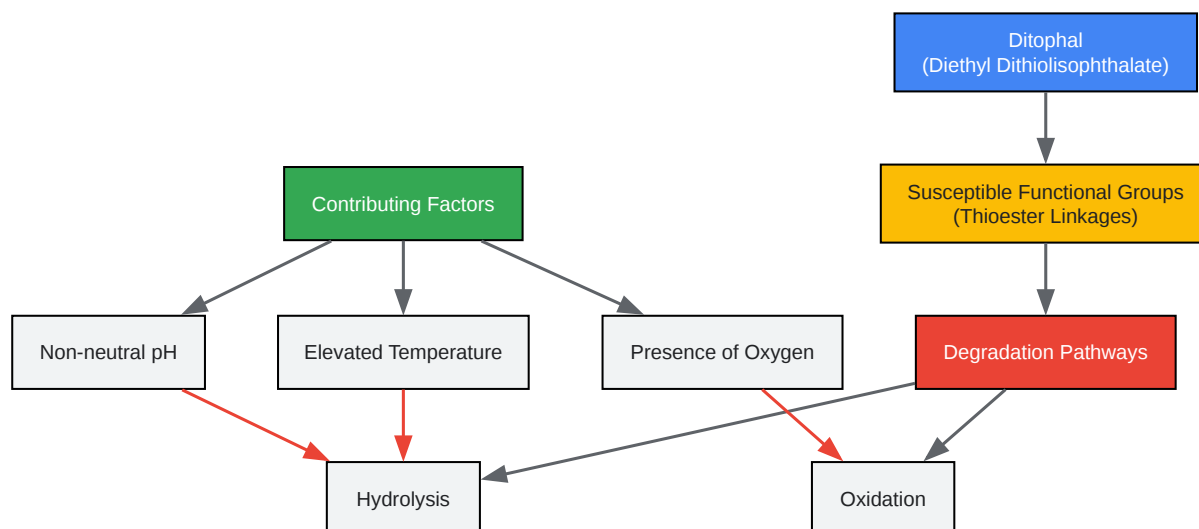 Ditophal
(Diethyl Dithiolisophthalate)
Contributing Factors
Susceptible Functional Groups
(Thioester Linkages)
Non-neutral pH
Elevated Temperature
Presence of Oxygen
Degradation Pathways
Hydrolysis
Oxidation